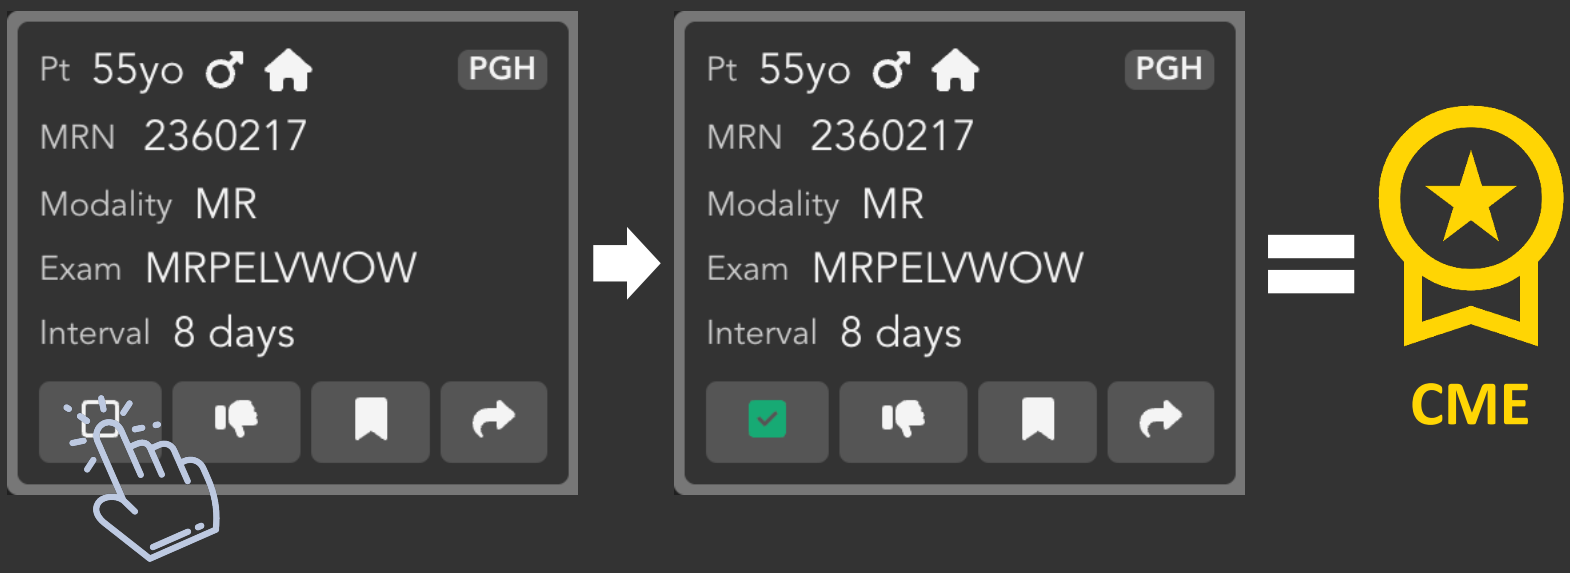 Pt 55yo PGH
MRN 2360217
Modality MR
Exam MRPELVWOW
Interval 8 days
Pt 55yo PGH
MRN 2360217
Modality MR
Exam MRPELVWOW
Interval 8 days
CME